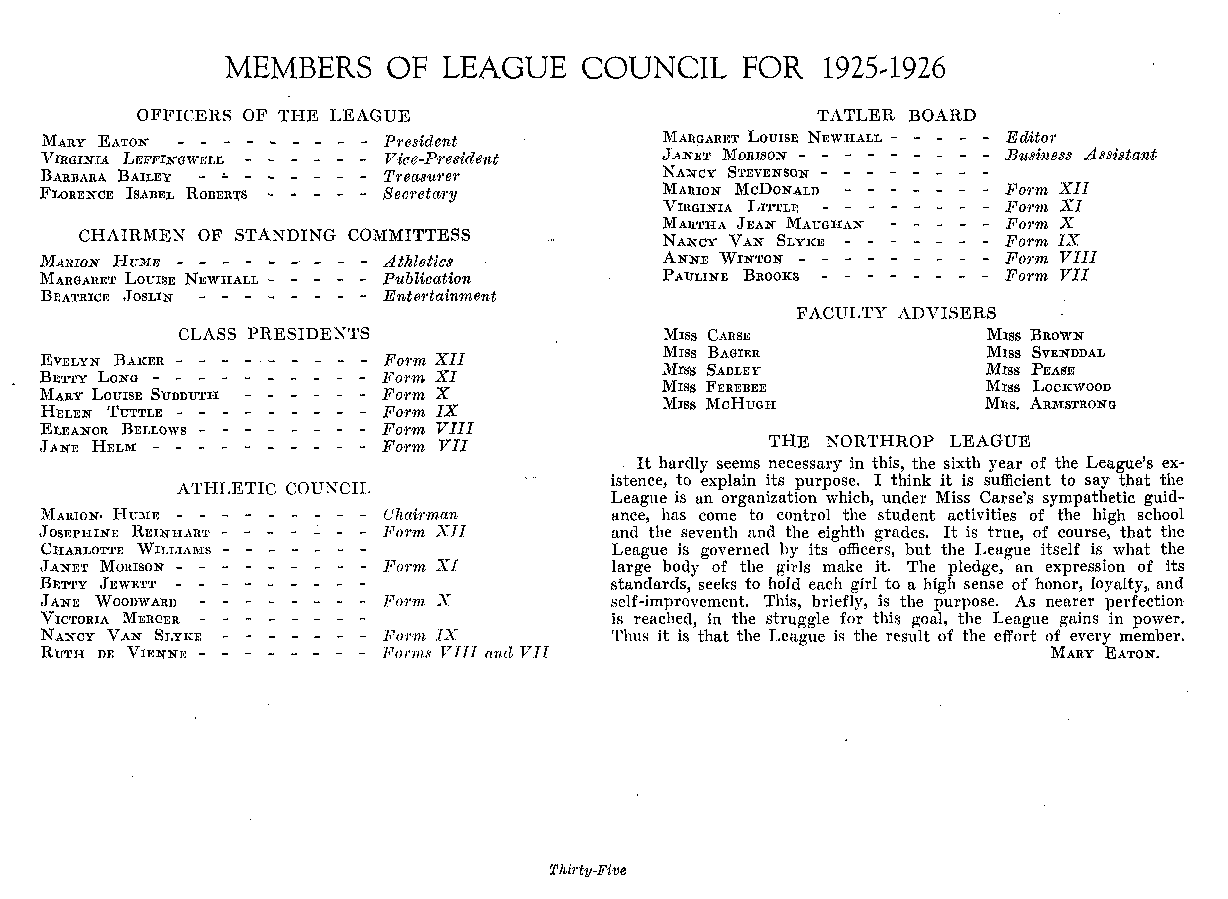 MEMBERS OF LEAGUE COUNCIL FOR 1925-1926
OFFICERS OF THE LEAGUE
MARY EATON - - - - - - - - - President
VIRGINIA LEFFINGWELL - - - - - - Vice-President
BARBARA BAILEY - - - - - - - - Treasurer
FLORENCE ISABEL ROBERTS - - - - - Secretary
CHAIRMEN OF STANDING COMMITTESS
MARION HUME - - - - - - - - - Athletics
MARGARET LOUISE NEWHALL - - - - - Publication
BEATRICE JOSLIN - - - - - - - - Entertainment
CLASS PRESIDENTS
EVELYN BAKER - - - - - - - - - Form XII
BETTY LONG - - - - - - - - - - Form XI
MARY LOUISE SUDDUTH - - - - - - Form X
HELEN TUTTLE - - - - - - - - - Form IX
ELEANOR BELLOWS - - - - - - - - Form VIII
JANE HELM - - - - - - - - - - Form VII
ATHLETIC COUNCIL
MARION HUME - - - - - - - - - Chairman
JOSEPHINE REINHART - - - - - - - Form XII
CHARLOTTE WILLIAMS - - - - - - -
JANET MORISON - - - - - - - - - Form XI
BETTY JEWETT - - - - - - - - -
JANE WOODWARD - - - - - - - - Form X
VICTORIA MERCER - - - - - - - -
NANCY VAN SLYKE - - - - - - - Form IX
RUTH DE VIENNE - - - - - - - - Forms VIII and VII
TATLER BOARD
MARGARET LOUISE NEWHALL - - - - - Editor
JANET MORISON - - - - - - - - - Business Assistant
NANCY STEVENSON - - - - - - - -
MARION MCDONALD - - - - - - - Form XII
VIRGINIA LITTLE - - - - - - - - Form XI
MARTHA JEAN MAUGHAN - - - - - Form X
NANCY VAN SLYKE - - - - - - - Form IX
ANNE WINTON - - - - - - - - - Form VIII
PAULINE BROOKS - - - - - - - - Form VII
FACULTY ADVISERS
MISS CARSE MISS BROWN
MISS BAGIER MISS SVENDDAL
MISS SADLEY MISS PEASE
MISS FEREBEE MISS LOCKWOOD
MISS MCHUGH MRS. ARMSTRONG
THE NORTHROP LEAGUE
It hardly seems necessary in this, the sixth year of the League's ex-
istence, to explain its purpose. I think it is sufficient to say that the
League is an organization which, under Miss Carse's sympathetic guid-
ance, has come to control the student activities of the high school
and the seventh and the eighth grades. It is true, of course, that the
League is governed by its officers, but the League itself is what the
large body of the girls make it. The pledge, an expression of its
standards, seeks to hold each girl to a high sense of honor, loyalty, and
self-improvement. This, briefly, is the purpose. As nearer perfection
is reached, in the struggle for this goal, the League gains in power.
Thus it is that the League is the result of the effort of every member.
MARY EATON.
Thirty-Five